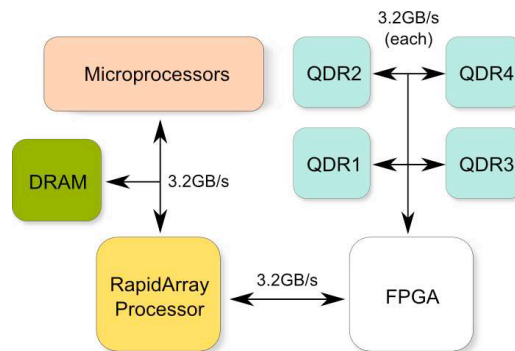 3.2GB/s
(each)
Microprocessors
QDR2
QDR4
QDR1
QDR3
DRAM
3.2GB/s
RapidArray
Processor
3.2GB/s
FPGA